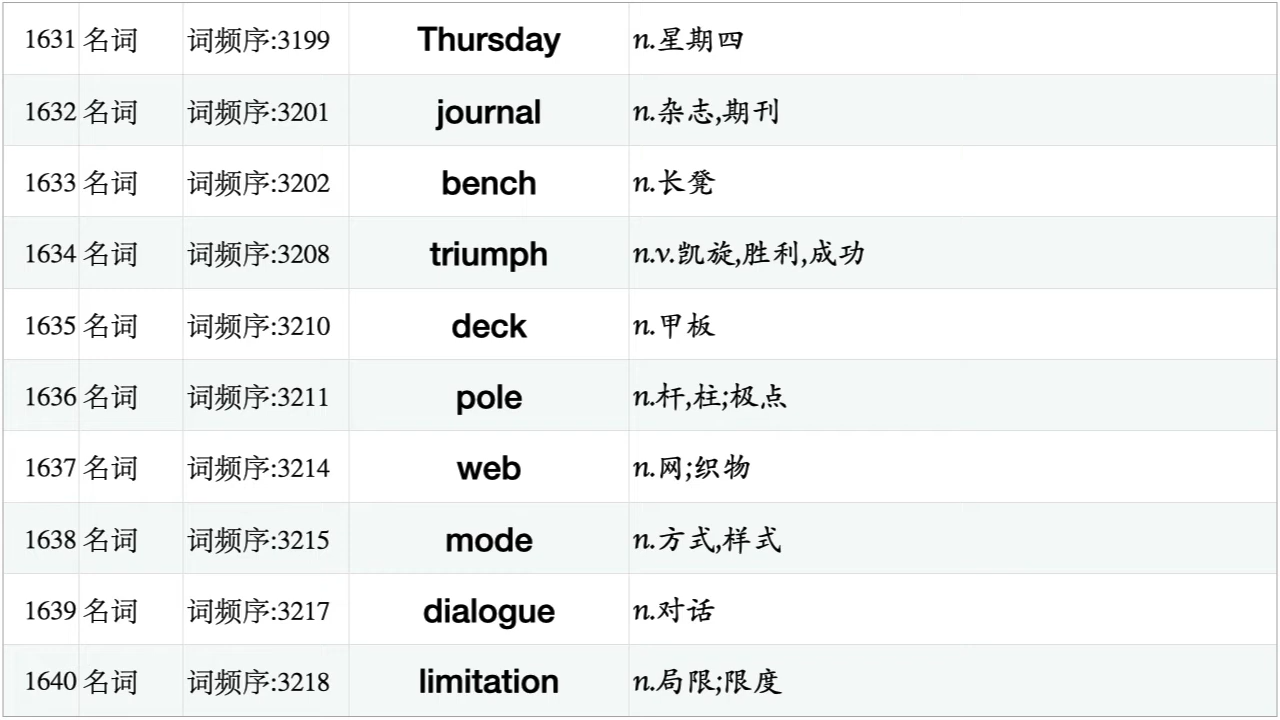 1631 名词 词频序:3199 Thursday n.星期四
1632 名词 词频序:3201 journal n.杂志,期刊
1633 名词 词频序:3202 bench n.长凳
1634 名词 词频序:3208 triumph n.v.凯旋,胜利,成功
1635 名词 词频序:3210 deck n.甲板
1636 名词 词频序:3211 pole n.杆,柱;极点
1637 名词 词频序:3214 web n.网;织物
1638 名词 词频序:3215 mode n.方式,样式
1639 名词 词频序:3217 dialogue n.对话
1640 名词 词频序:3218 limitation n.局限;限度